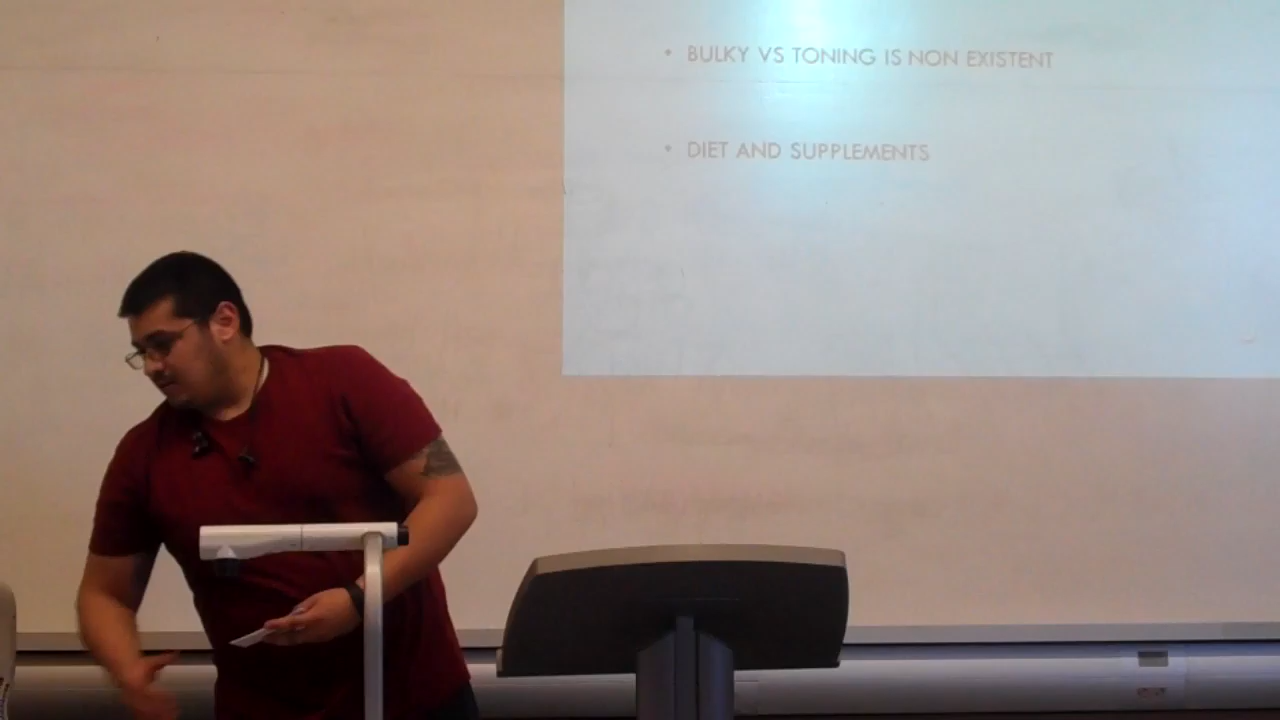 • BULKY VS TONING IS NON EXISTENT
• DIET AND SUPPLEMENTS